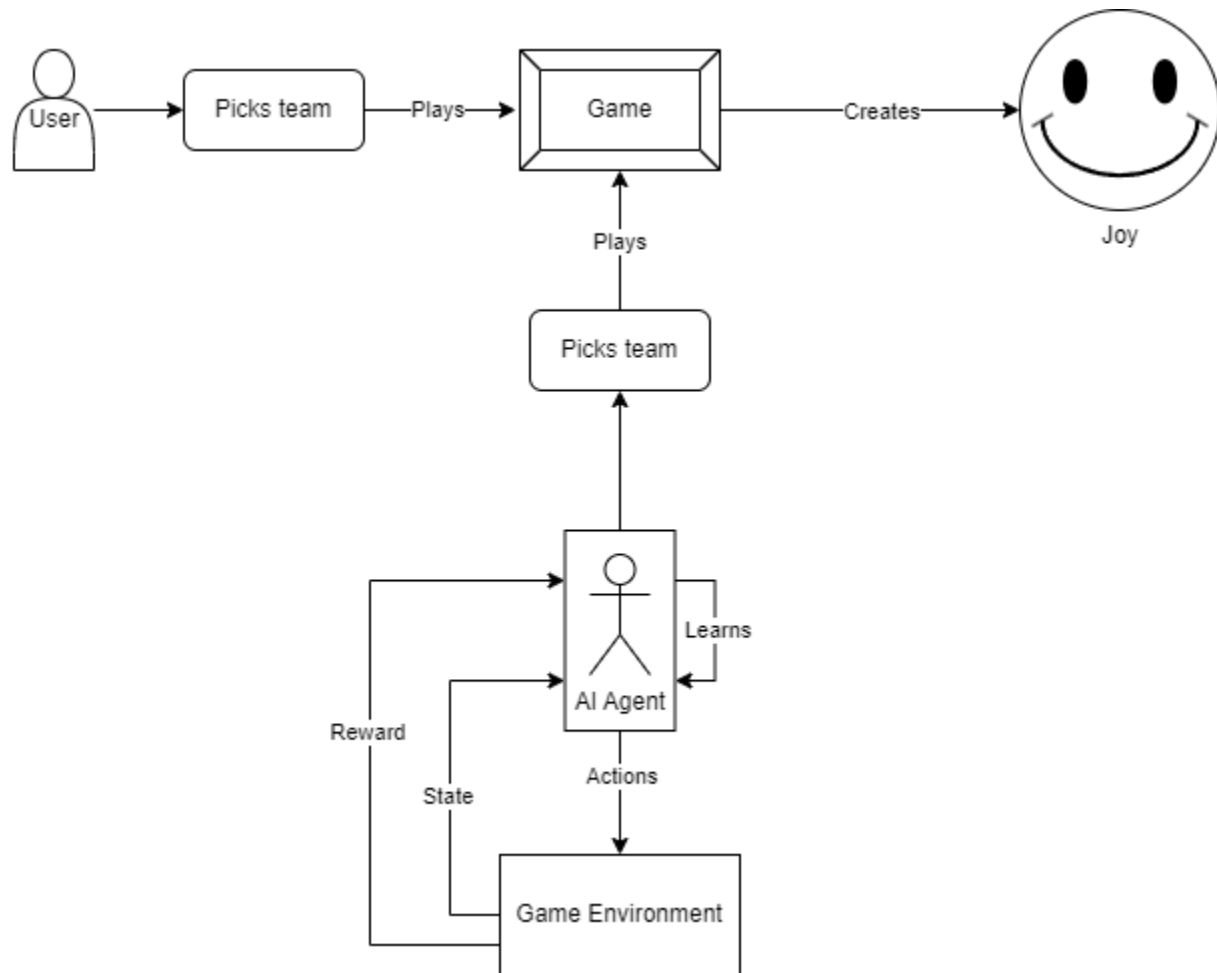 User
Picks team
Plays
Game
Creates
Joy
Plays
Picks team
AI Agent
Learns
Reward
State
Actions
Game Environment